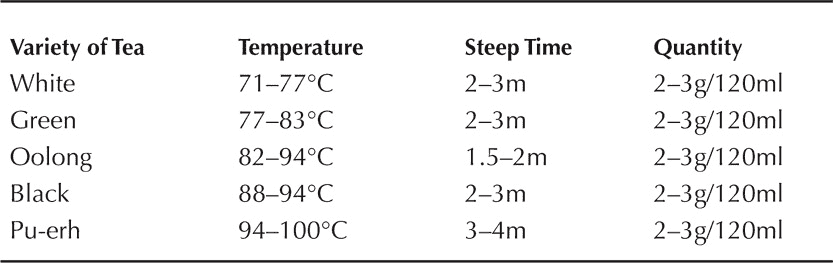 Variety of Tea Temperature Steep Time Quantity
White 71–77°C 2–3m 2–3g/120ml
Green 77–83°C 2–3m 2–3g/120ml
Oolong 82–94°C 1.5–2m 2–3g/120ml
Black 88–94°C 2–3m 2–3g/120ml
Pu-erh 94–100°C 3–4m 2–3g/120ml